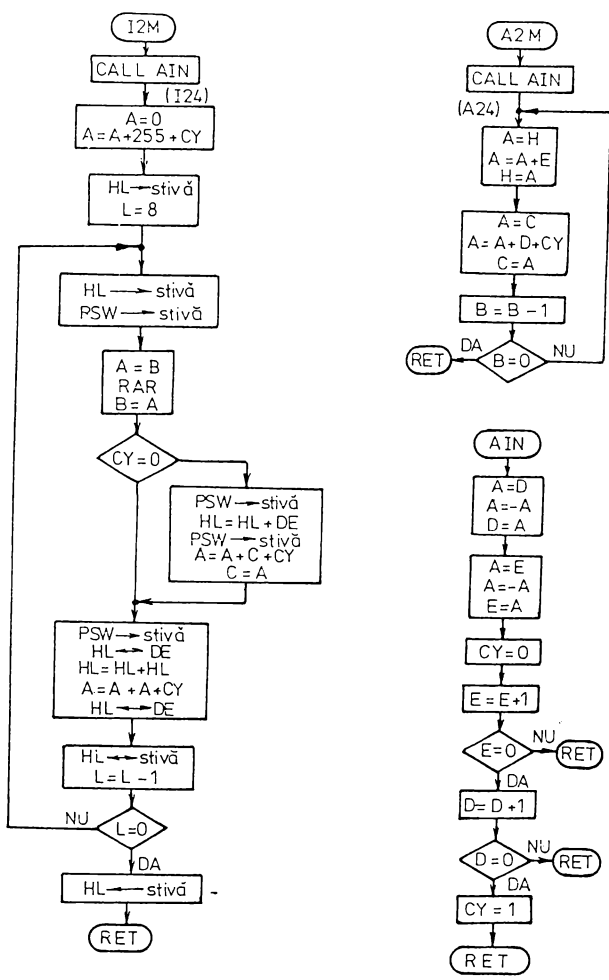 I2M
CALL AIN
(I24)
A=0
A=A+255+CY
HL→stivă
L=8
HL → stivă
PSW → stivă
A = B
RAR
B = A
CY=0
PSW→stivă
HL=HL+DE
PSW→stivă
A=A+C+CY
C=A
PSW→stivă
HL↔DE
HL=HL+HL
A=A+A+CY
HL↔DE
HL↔stivă
L=L-1
NU
L=0
DA
HL←stivă
RET
A2M
CALL AIN
(A24)
A=H
A=A+E
H=A
A=C
A=A+D+CY
C=A
B=B-1
DA
NU
RET
B=0
AIN
A=D
A=-A
D=A
A=E
A=-A
E=A
CY=0
E=E+1
NU
E=0
RET
DA
D=D+1
NU
D=0
RET
DA
CY=1
RET